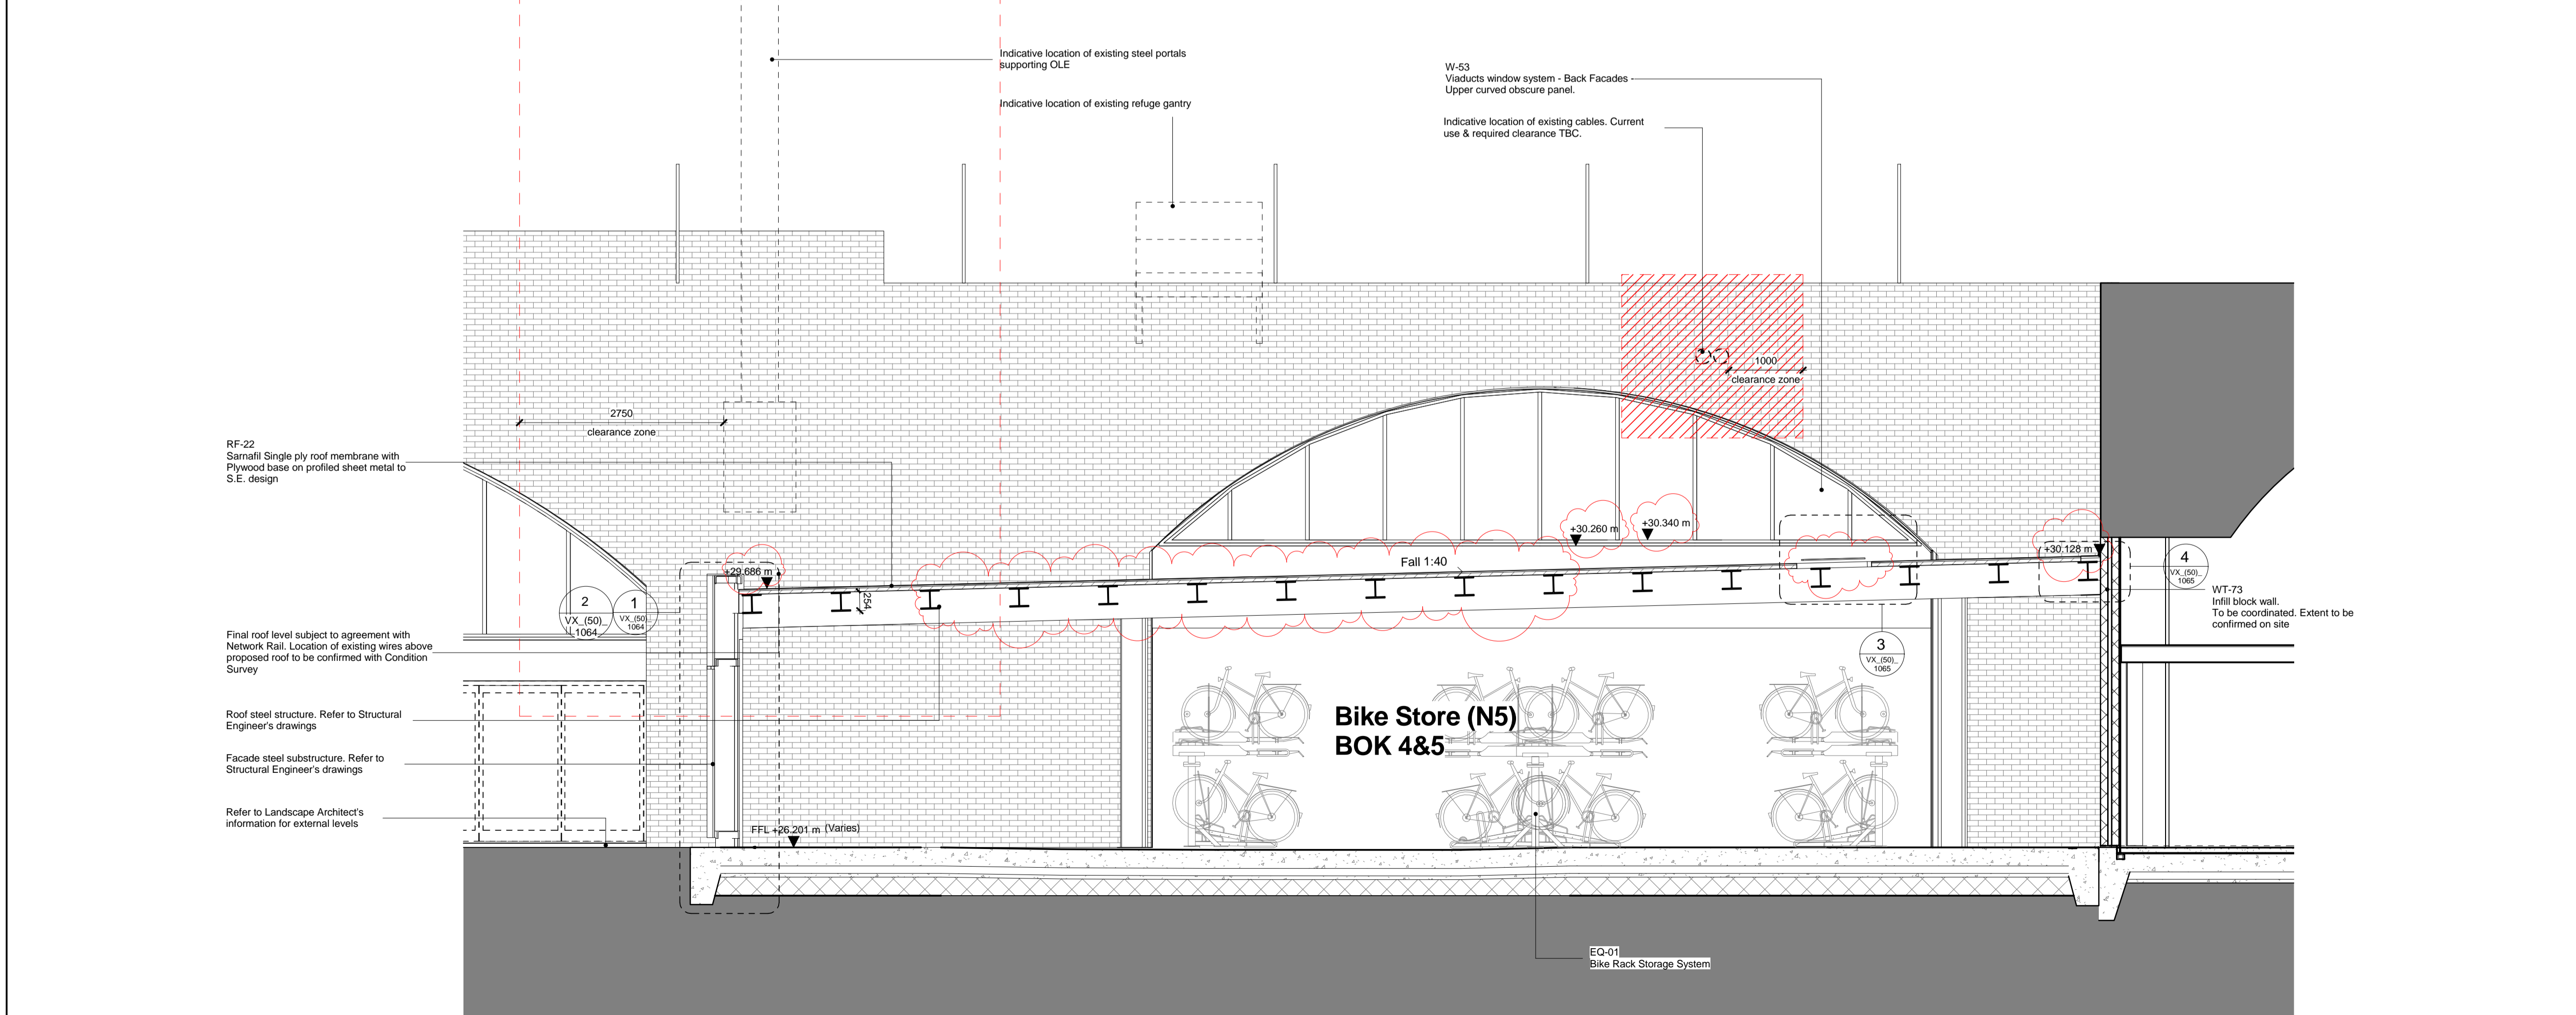 Indicative location of existing steel portals
supporting OLE
Indicative location of existing refuge gantry
W-53
Viaducts window system - Back Facades
Upper curved obscure panel.
Indicative location of existing cables. Current
use & required clearance TBC.
1000
clearance zone
2750
clearance zone
RF-22
Sarnafil Single ply roof membrane with
Plywood base on profiled sheet metal to
S.E. design
+30.260 m
+30.340 m
+29.686 m
Fall 1:40
+30.128 m
254
2
VX_(50)_
1064
1
VX_(50)_
1064
4
VX_(50)_
1065
WT-73
Infill block wall.
To be coordinated. Extent to be
confirmed on site
Final roof level subject to agreement with
Network Rail. Location of existing wires above
proposed roof to be confirmed with Condition
Survey
3
VX_(50)_
1065
Roof steel structure. Refer to Structural
Engineer's drawings
Bike Store (N5)
BOK 4&5
Facade steel substructure. Refer to
Structural Engineer's drawings
Refer to Landscape Architect's
information for external levels
FFL +26.201 m (Varies)
EQ-01
Bike Rack Storage System